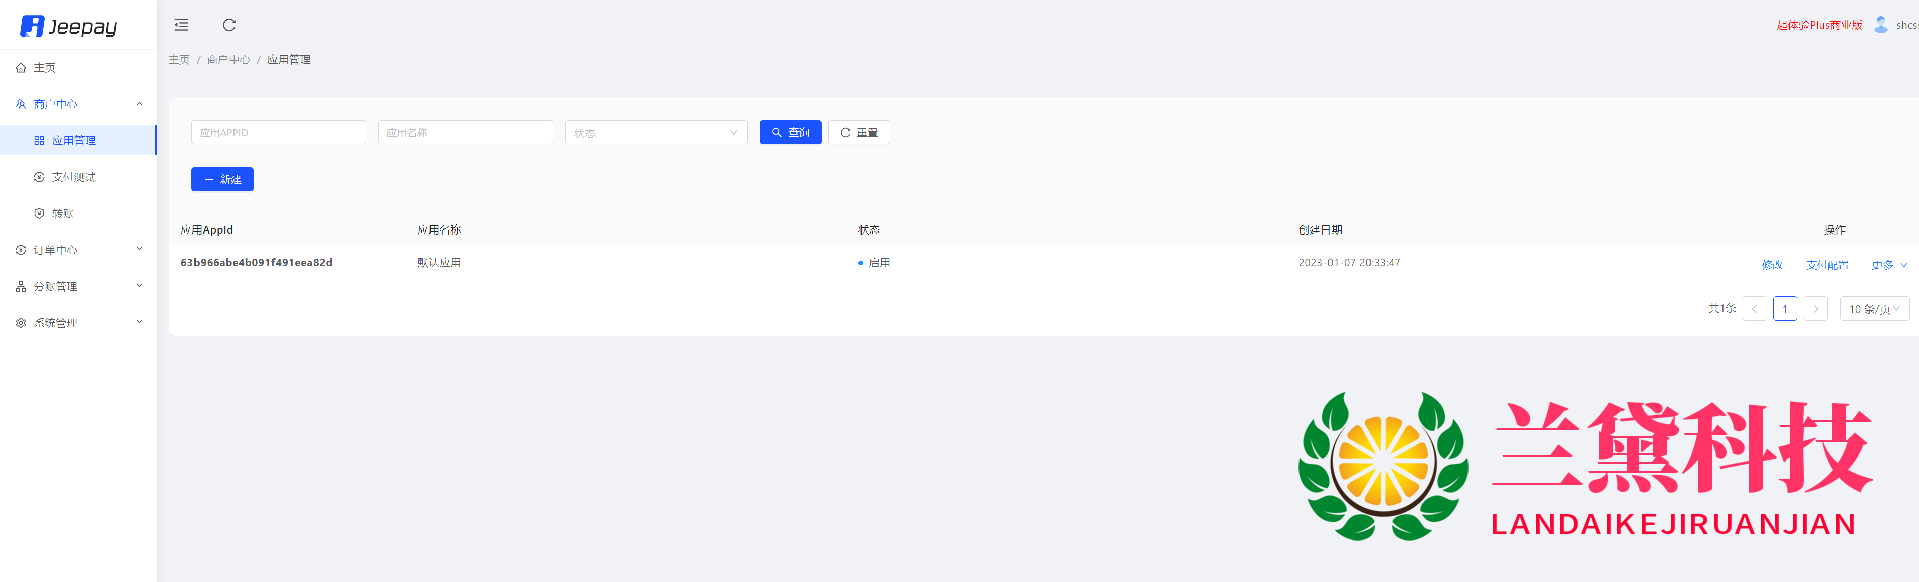 Jeepay
起体验Plus商业版
shcs
主页 / 商户中心 / 应用管理
主页
商户中心
应用管理
支付测试
转账
订单中心
分账管理
系统管理
应用APPID
应用名称
状态
查询
重置
新建
应用AppId
应用名称
状态
创建日期
操作
63b966abe4b091f491eea82d
默认应用
启用
2023-01-07 20:33:47
修改
支付配置
更多
共1条
1
10 条/页
兰黛科技
LANDAIKEJIRUANJIAN